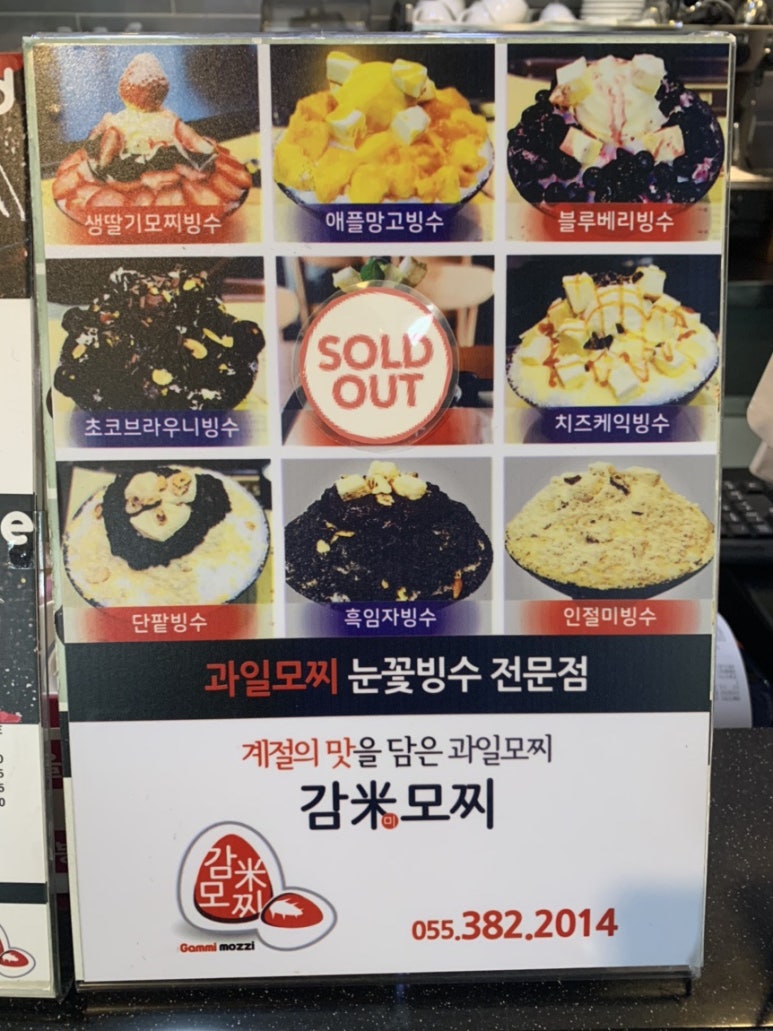 생딸기모찌빙수
애플망고빙수
블루베리빙수
초코브라우니빙수
SOLD
OUT
치즈케익빙수
단팥빙수
흑임자빙수
인절미빙수
과일모찌 눈꽃빙수 전문점
계절의 맛을 담은 과일모찌
감米미모찌
감米
모찌
Gammi mozzi
055.382.2014
e